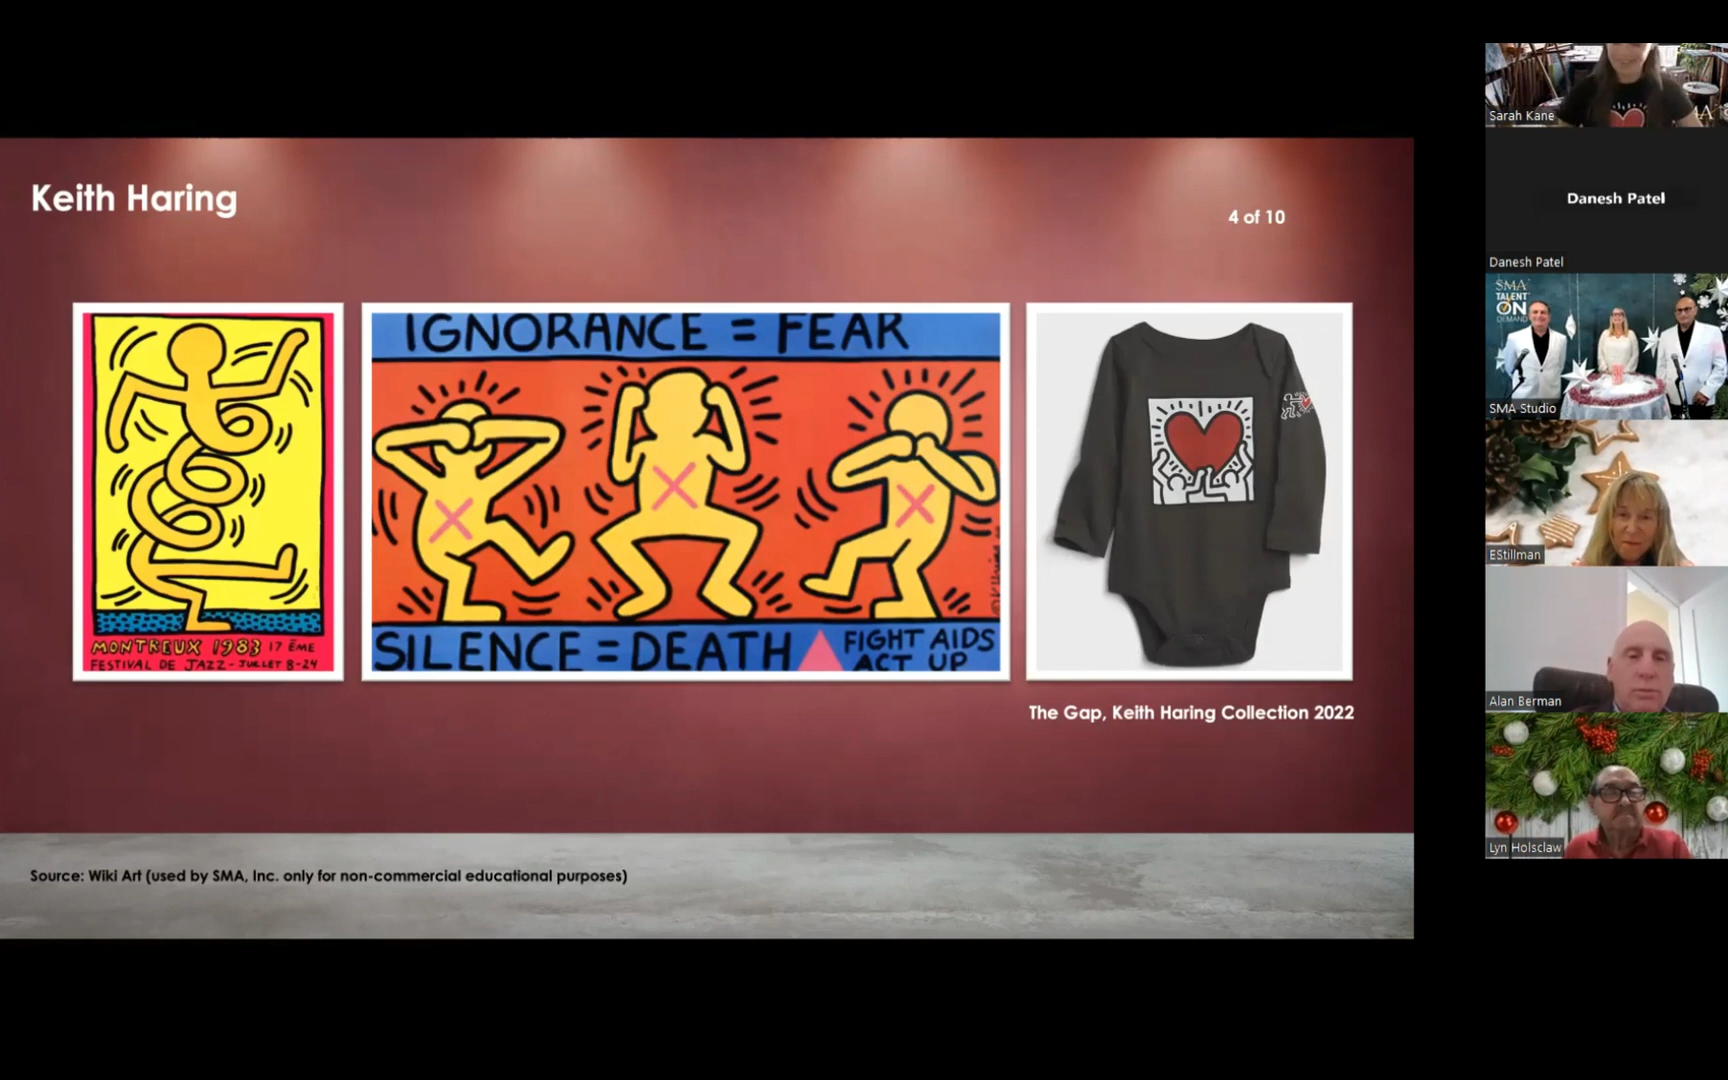 Keith Haring
4 of 10
MONTREUX 1983 17 ÈME
FESTIVAL DE JAZZ - JUILLET 8-24
IGNORANCE = FEAR
SILENCE = DEATH
FIGHT AIDS
ACT UP
The Gap, Keith Haring Collection 2022
Source: Wiki Art (used by SMA, Inc. only for non-commercial educational purposes)
Sarah Kane
Danesh Patel
Danesh Patel
SMA
TALENT
ON
DEMAND
SMA Studio
EStillman
Alan Berman
Lyn Holsclaw